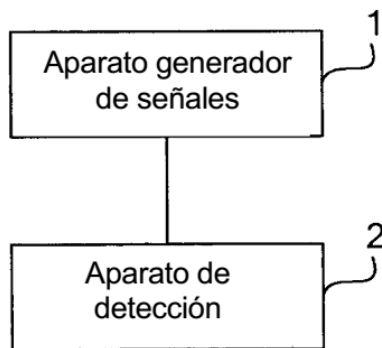 1
Aparato generador
de señales
2
Aparato de
detección